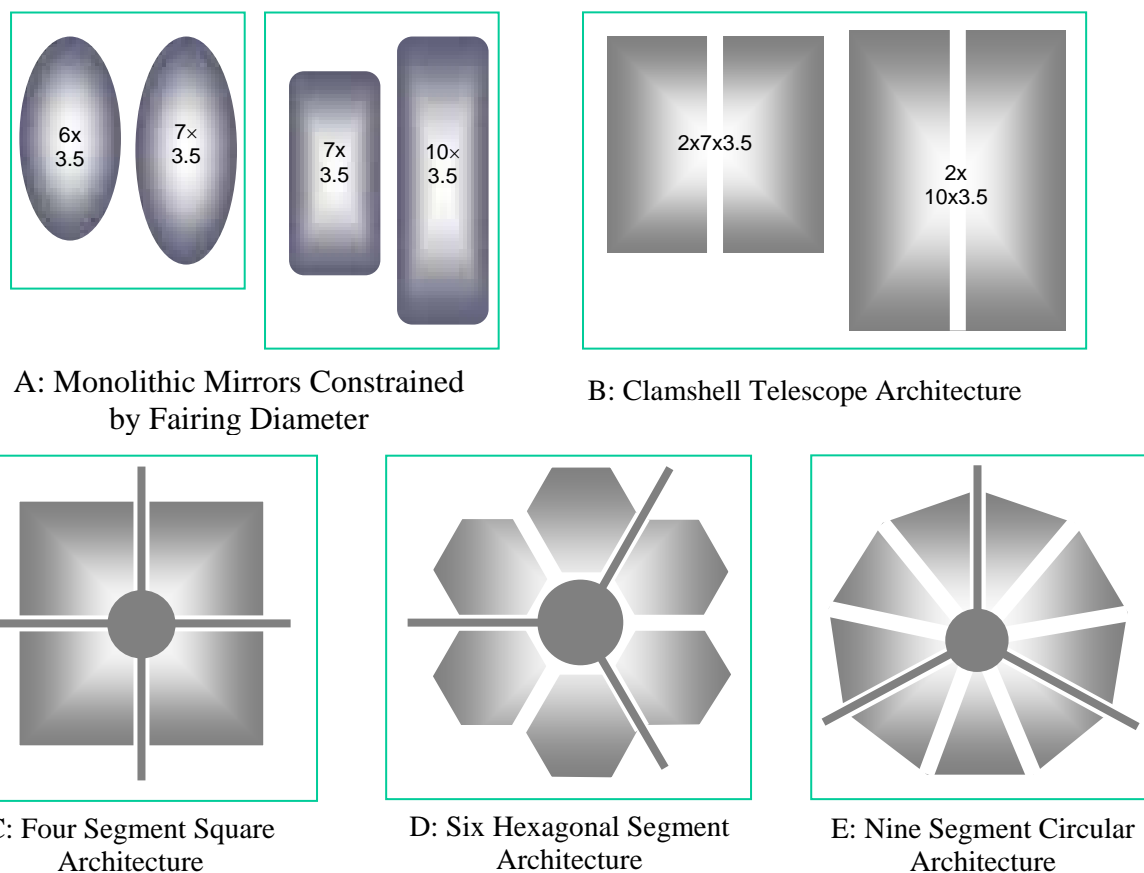 6x
3.5
7×
3.5
7x
3.5
10×
3.5
2x7x3.5
2x
10x3.5
A: Monolithic Mirrors Constrained
by Fairing Diameter
B: Clamshell Telescope Architecture
: Four Segment Square
Architecture
D: Six Hexagonal Segment
Architecture
E: Nine Segment Circular
Architecture